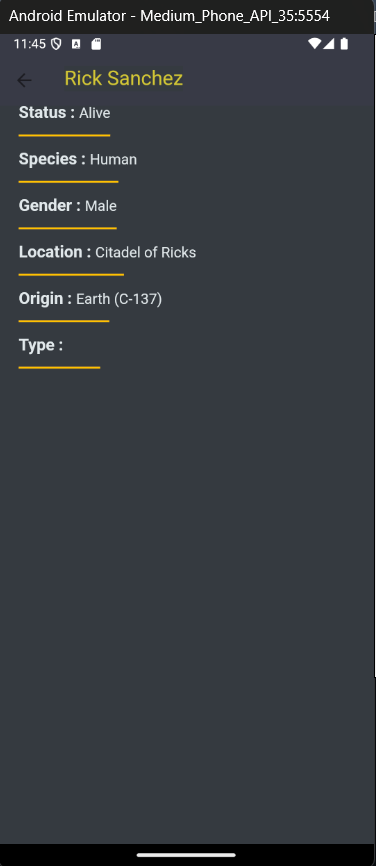 Android Emulator - Medium_Phone_API_35:5554
11:45
Rick Sanchez
Status : Alive
Species : Human
Gender : Male
Location : Citadel of Ricks
Origin : Earth (C-137)
Type :